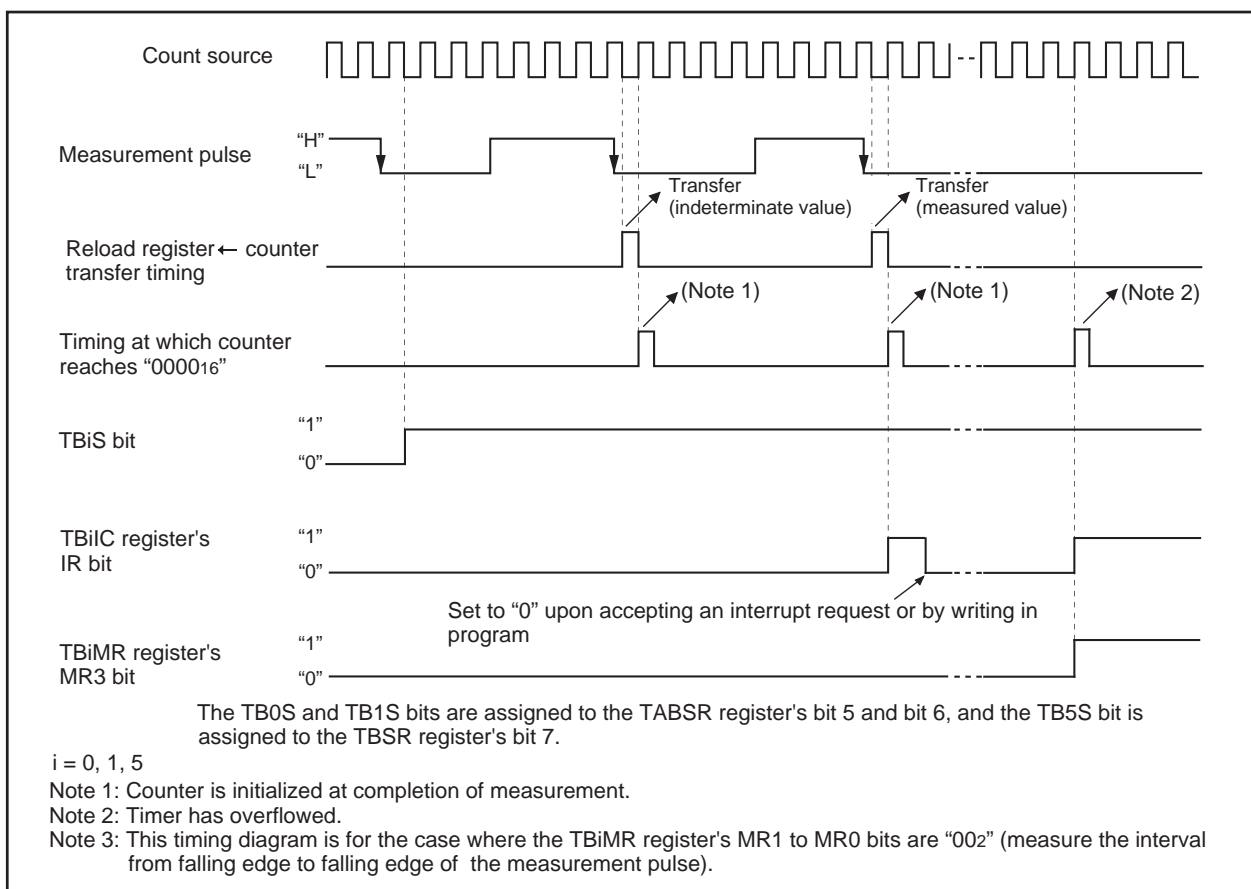 Count source
Measurement pulse
“H”
“L”
Transfer
(indeterminate value)
Transfer
(measured value)
Reload register ← counter
transfer timing
(Note 1)
(Note 1)
(Note 2)
Timing at which counter
reaches “000016”
TBiS bit
“1”
“0”
TBiIC register's
IR bit
“1”
“0”
Set to “0” upon accepting an interrupt request or by writing in
program
TBiMR register's
MR3 bit
“1”
“0”
The TB0S and TB1S bits are assigned to the TABSR register's bit 5 and bit 6, and the TB5S bit is
assigned to the TBSR register's bit 7.
i = 0, 1, 5
Note 1: Counter is initialized at completion of measurement.
Note 2: Timer has overflowed.
Note 3: This timing diagram is for the case where the TBiMR register's MR1 to MR0 bits are “002” (measure the interval
from falling edge to falling edge of the measurement pulse).